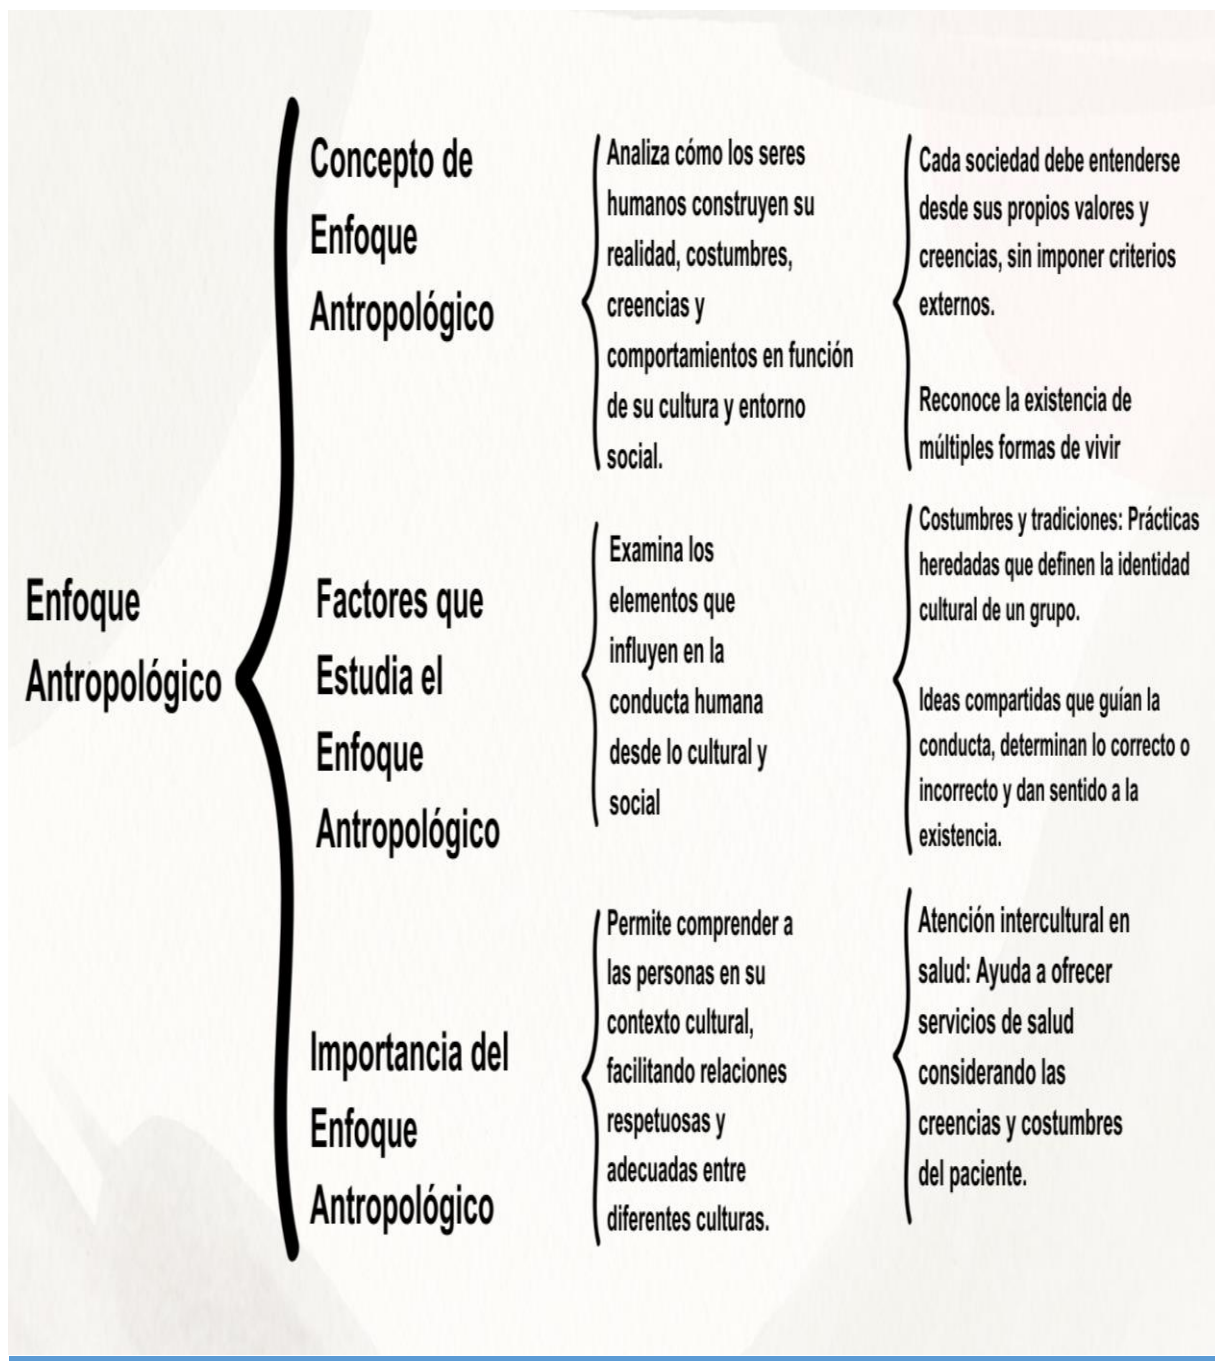 Enfoque
Antropológico
Concepto de
Enfoque
Antropológico
Analiza cómo los seres
humanos construyen su
realidad, costumbres,
creencias y
comportamientos en función
de su cultura y entorno
social.
Cada sociedad debe entenderse
desde sus propios valores y
creencias, sin imponer criterios
externos.
Reconoce la existencia de
múltiples formas de vivir
Factores que
Estudia el
Enfoque
Antropológico
Examina los
elementos que
influyen en la
conducta humana
desde lo cultural y
social
Costumbres y tradiciones: Prácticas
heredadas que definen la identidad
cultural de un grupo.
Ideas compartidas que guían la
conducta, determinan lo correcto o
incorrecto y dan sentido a la
existencia.
Importancia del
Enfoque
Antropológico
Permite comprender a
las personas en su
contexto cultural,
facilitando relaciones
respetuosas y
adecuadas entre
diferentes culturas.
Atención intercultural en
salud: Ayuda a ofrecer
servicios de salud
considerando las
creencias y costumbres
del paciente.